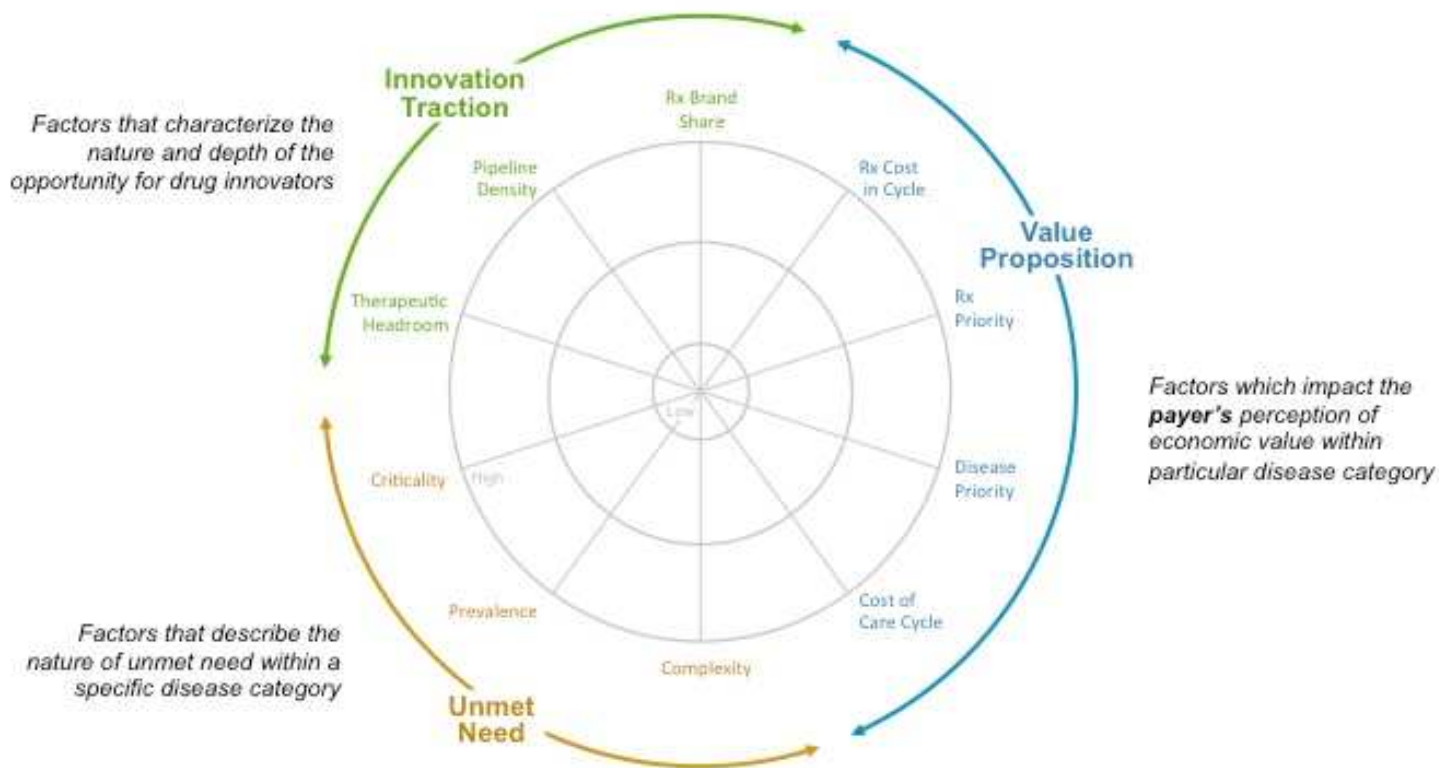 Innovation
Traction
Factors that characterize the
nature and depth of the
opportunity for drug innovators
Rx Brand
Share
Pipeline
Density
Rx Cost
in Cycle
Value
Proposition
Therapeutic
Headroom
Rx
Priority
Low
Factors which impact the
payer's perception of
economic value within
particular disease category
Criticality
High
Disease
Priority
Prevalence
Cost of
Care Cycle
Factors that describe the
nature of unmet need within a
specific disease category
Complexity
Unmet
Need